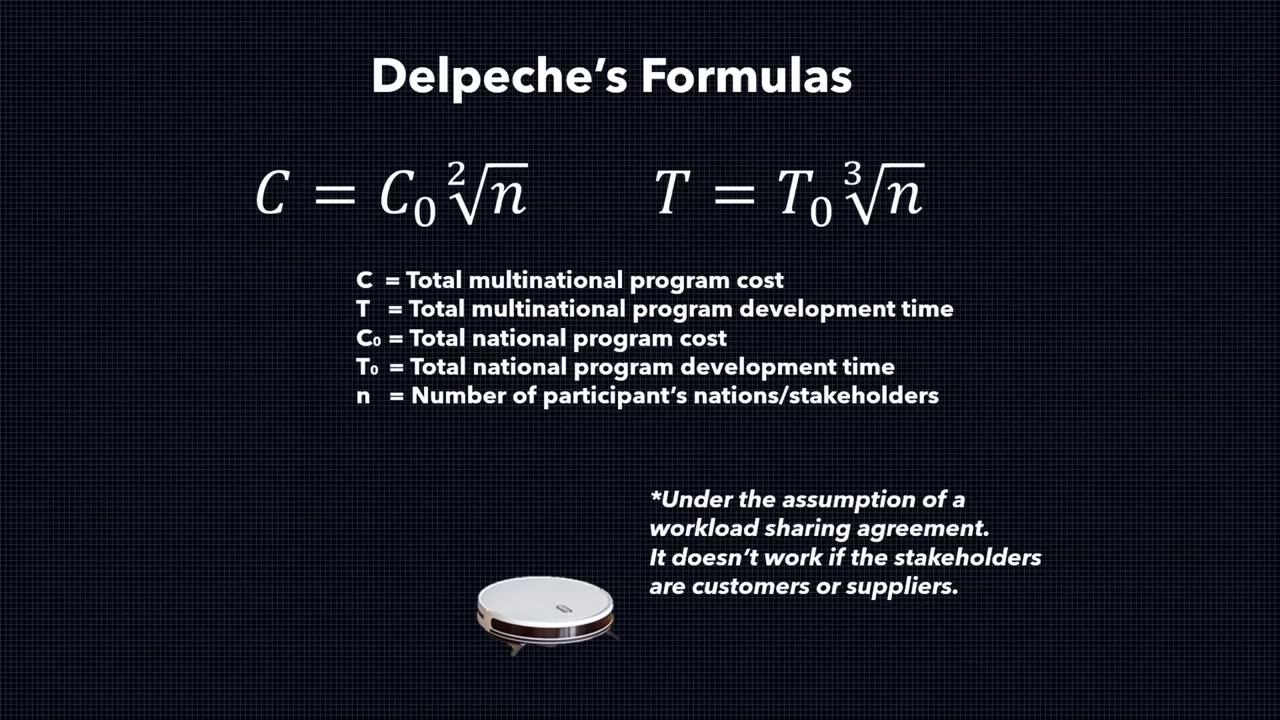 Delpeche’s Formulas
C = C₀ ²√n T = T₀ ³√n
C = Total multinational program cost
T = Total multinational program development time
C₀ = Total national program cost
T₀ = Total national program development time
n = Number of participant’s nations/stakeholders
*Under the assumption of a
workload sharing agreement.
It doesn’t work if the stakeholders
are customers or suppliers.